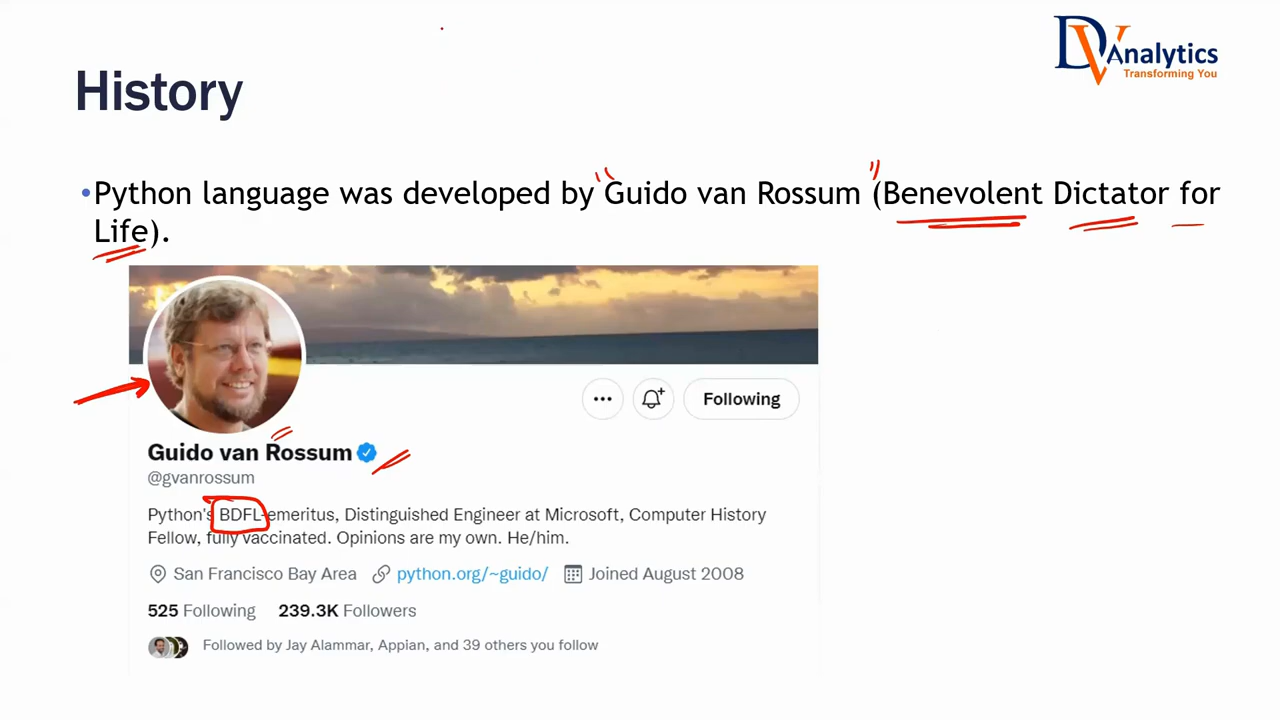 DV Analytics
Transforming You
History
•Python language was developed by Guido van Rossum (Benevolent Dictator for
Life).
Following
Guido van Rossum
@gvanrossum
Python's BDFL-emeritus, Distinguished Engineer at Microsoft, Computer History
Fellow, fully vaccinated. Opinions are my own. He/him.
San Francisco Bay Area python.org/~guido/ Joined August 2008
525 Following 239.3K Followers
Followed by Jay Alammar, Appian, and 39 others you follow